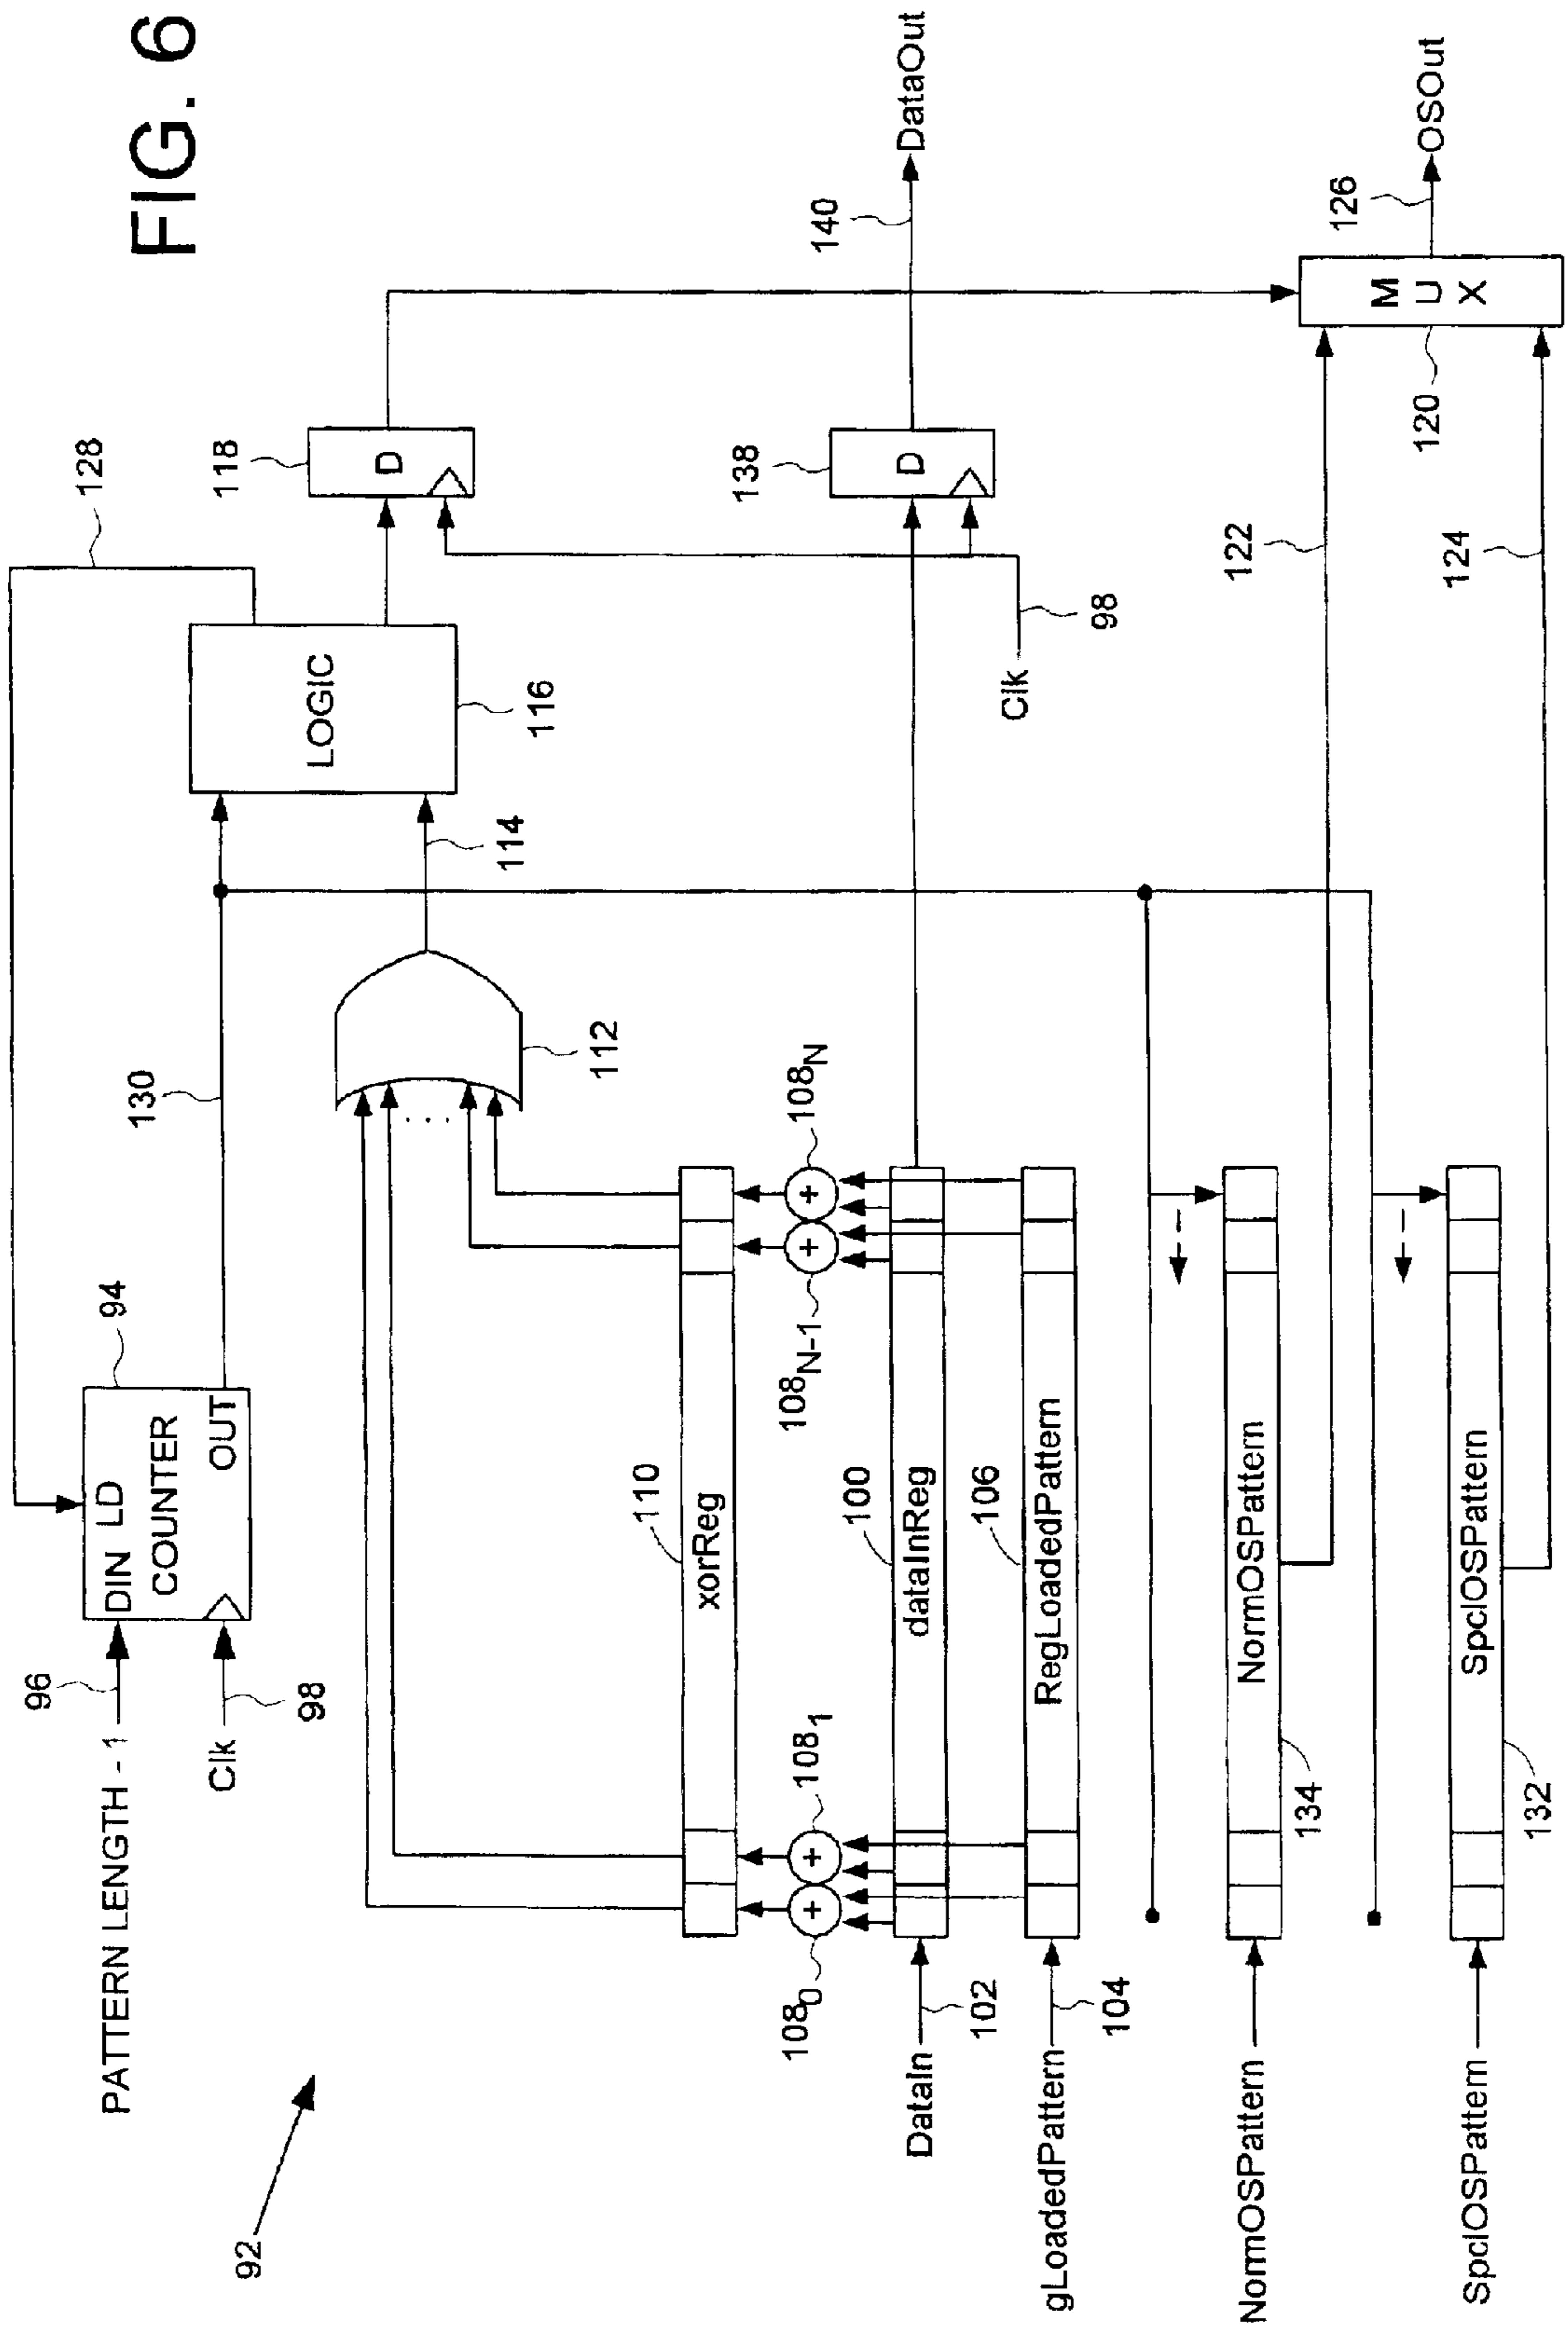 FIG. 6
92
PATTERN LENGTH - 1
96
Clk
98
DIN LD
COUNTER
OUT
94
130
128
LOGIC
116
118
D
112
114
110
xorReg
108₀
108₁
108N-1
108N
DataIn
102
100
dataInReg
138
D
140
DataOut
gLoadedPattern
104
106
RegLoadedPattern
Clk
98
NormOSPattern
134
NormOSPattern
122
SpclOSPattern
132
SpclOSPattern
124
120
MUX
126
OSOut